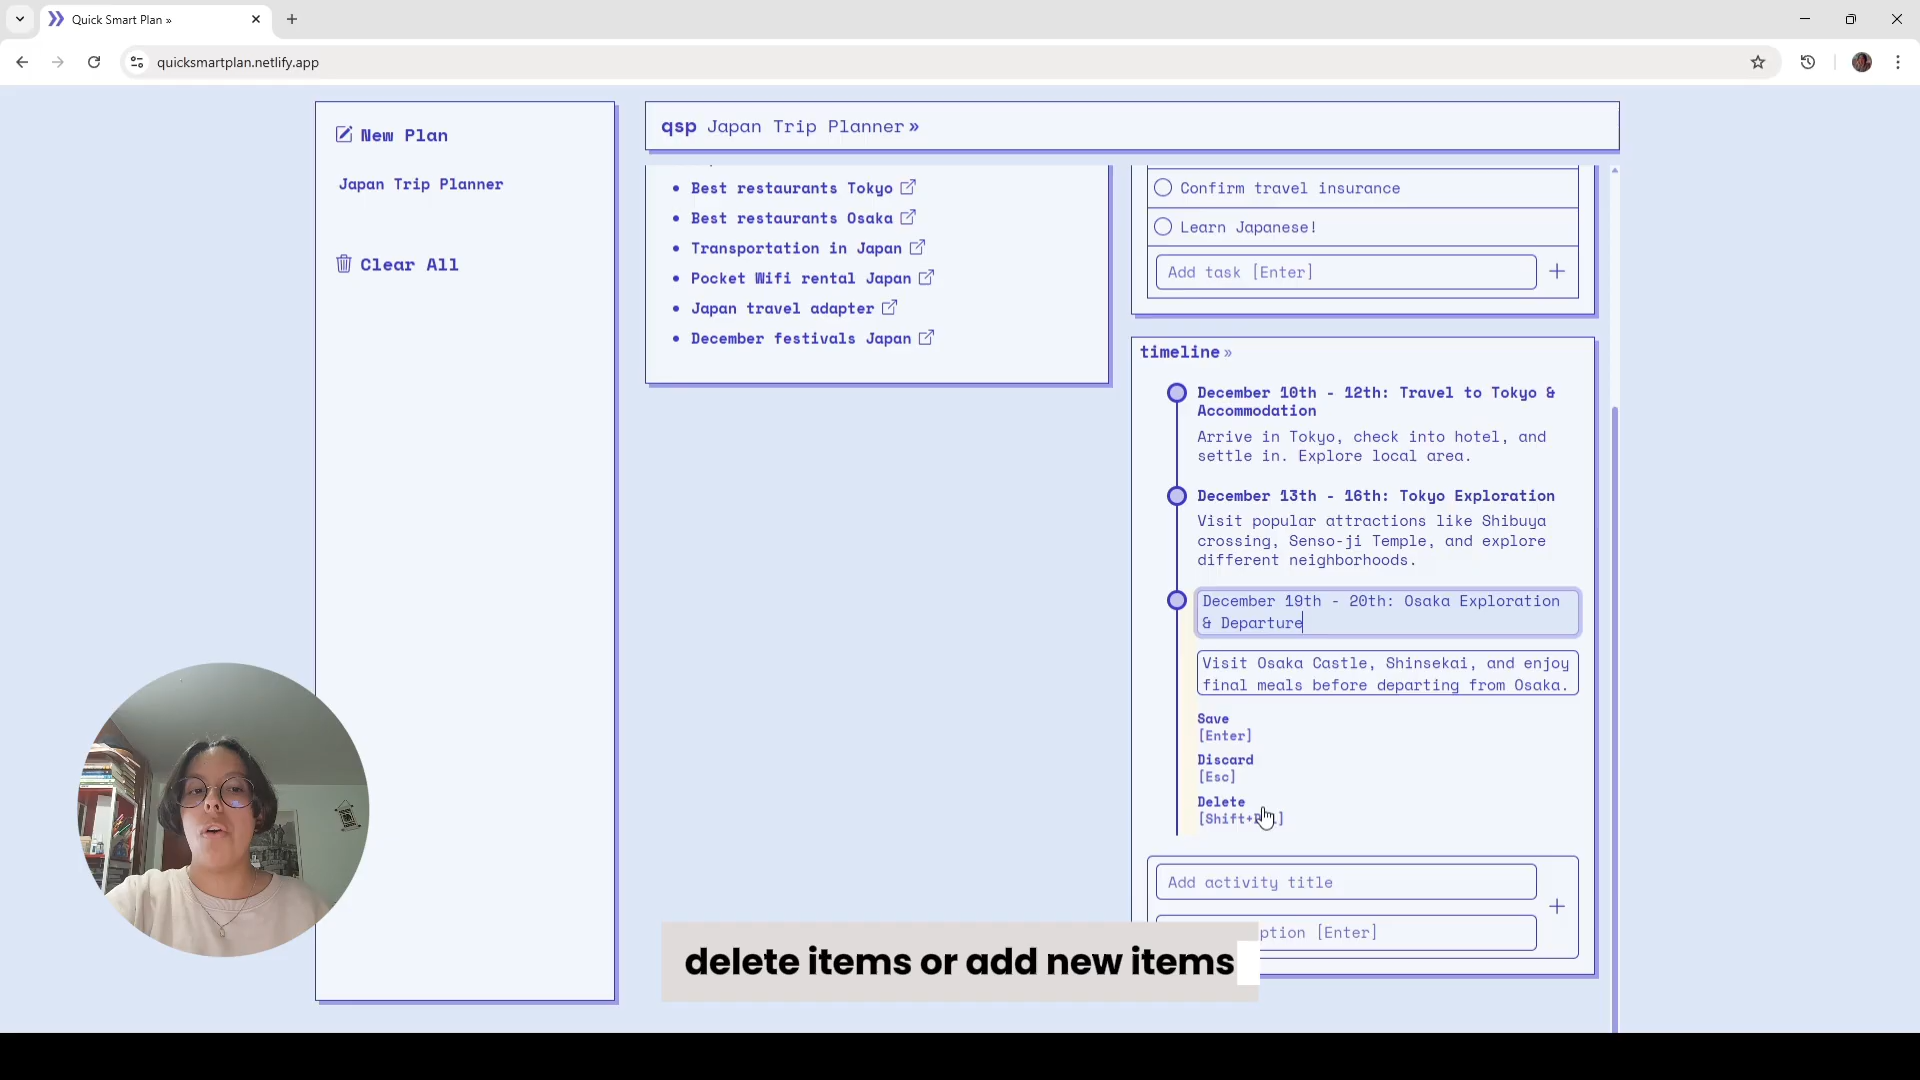 Quick Smart Plan »
quicksmartplan.netlify.app
New Plan
Japan Trip Planner
Clear All
qsp Japan Trip Planner »
Best restaurants Tokyo
Best restaurants Osaka
Transportation in Japan
Pocket Wifi rental Japan
Japan travel adapter
December festivals Japan
Confirm travel insurance
Learn Japanese!
Add task [Enter]
timeline »
December 10th - 12th: Travel to Tokyo &
Accommodation
Arrive in Tokyo, check into hotel, and
settle in. Explore local area.
December 13th - 16th: Tokyo Exploration
Visit popular attractions like Shibuya
crossing, Senso-ji Temple, and explore
different neighborhoods.
December 19th - 20th: Osaka Exploration
& Departure
Visit Osaka Castle, Shinsekai, and enjoy
final meals before departing from Osaka.
Save
[Enter]
Discard
[Esc]
Delete
Add activity title
[Enter]
delete items or add new items